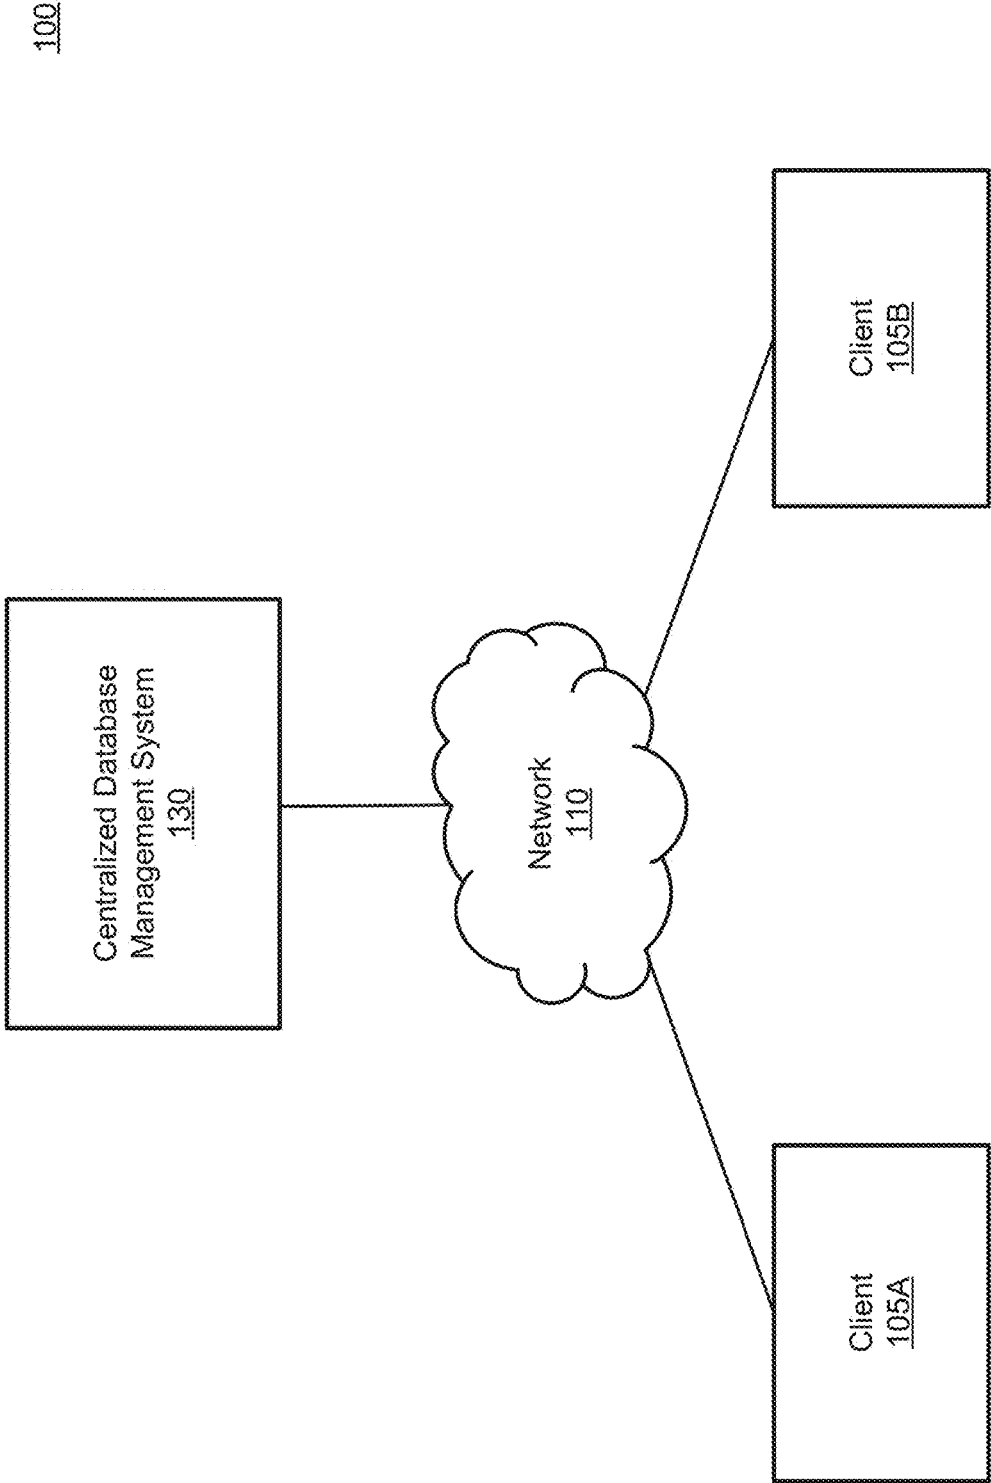 100
Centralized Database
Management System
130
Network
110
Client
105A
Client
105B